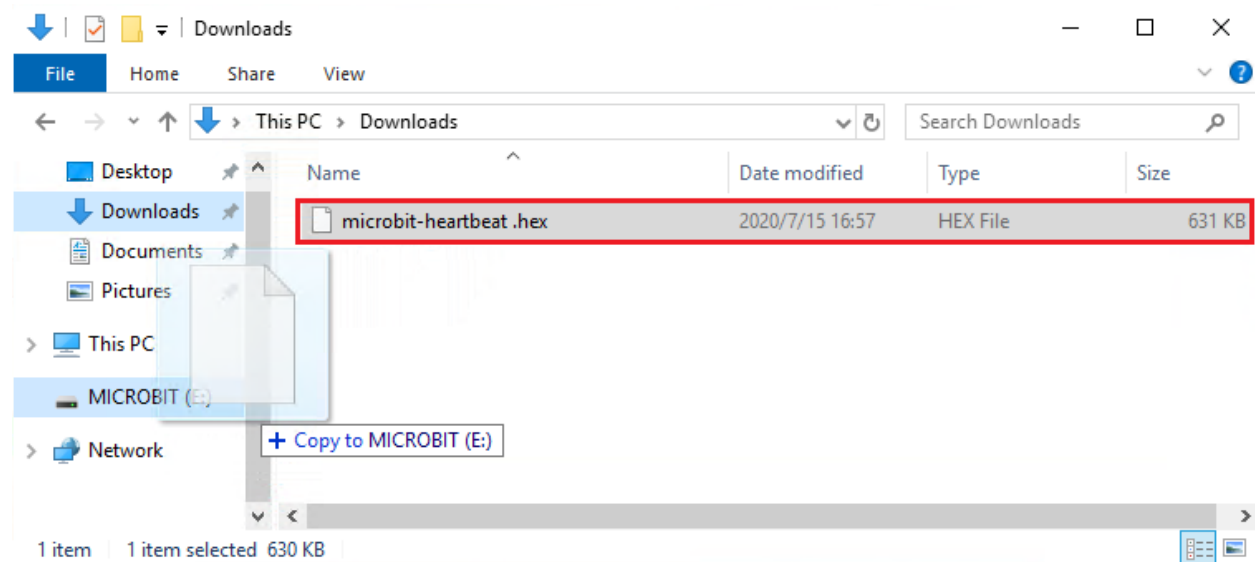 Downloads
File Home Share View
This PC > Downloads Search Downloads
Desktop Name Date modified Type Size
Downloads microbit-heartbeat .hex 2020/7/15 16:57 HEX File 631 KB
Documents
Pictures
This PC
MICROBIT (E:)
+ Copy to MICROBIT (E:)
Network
1 item 1 item selected 630 KB